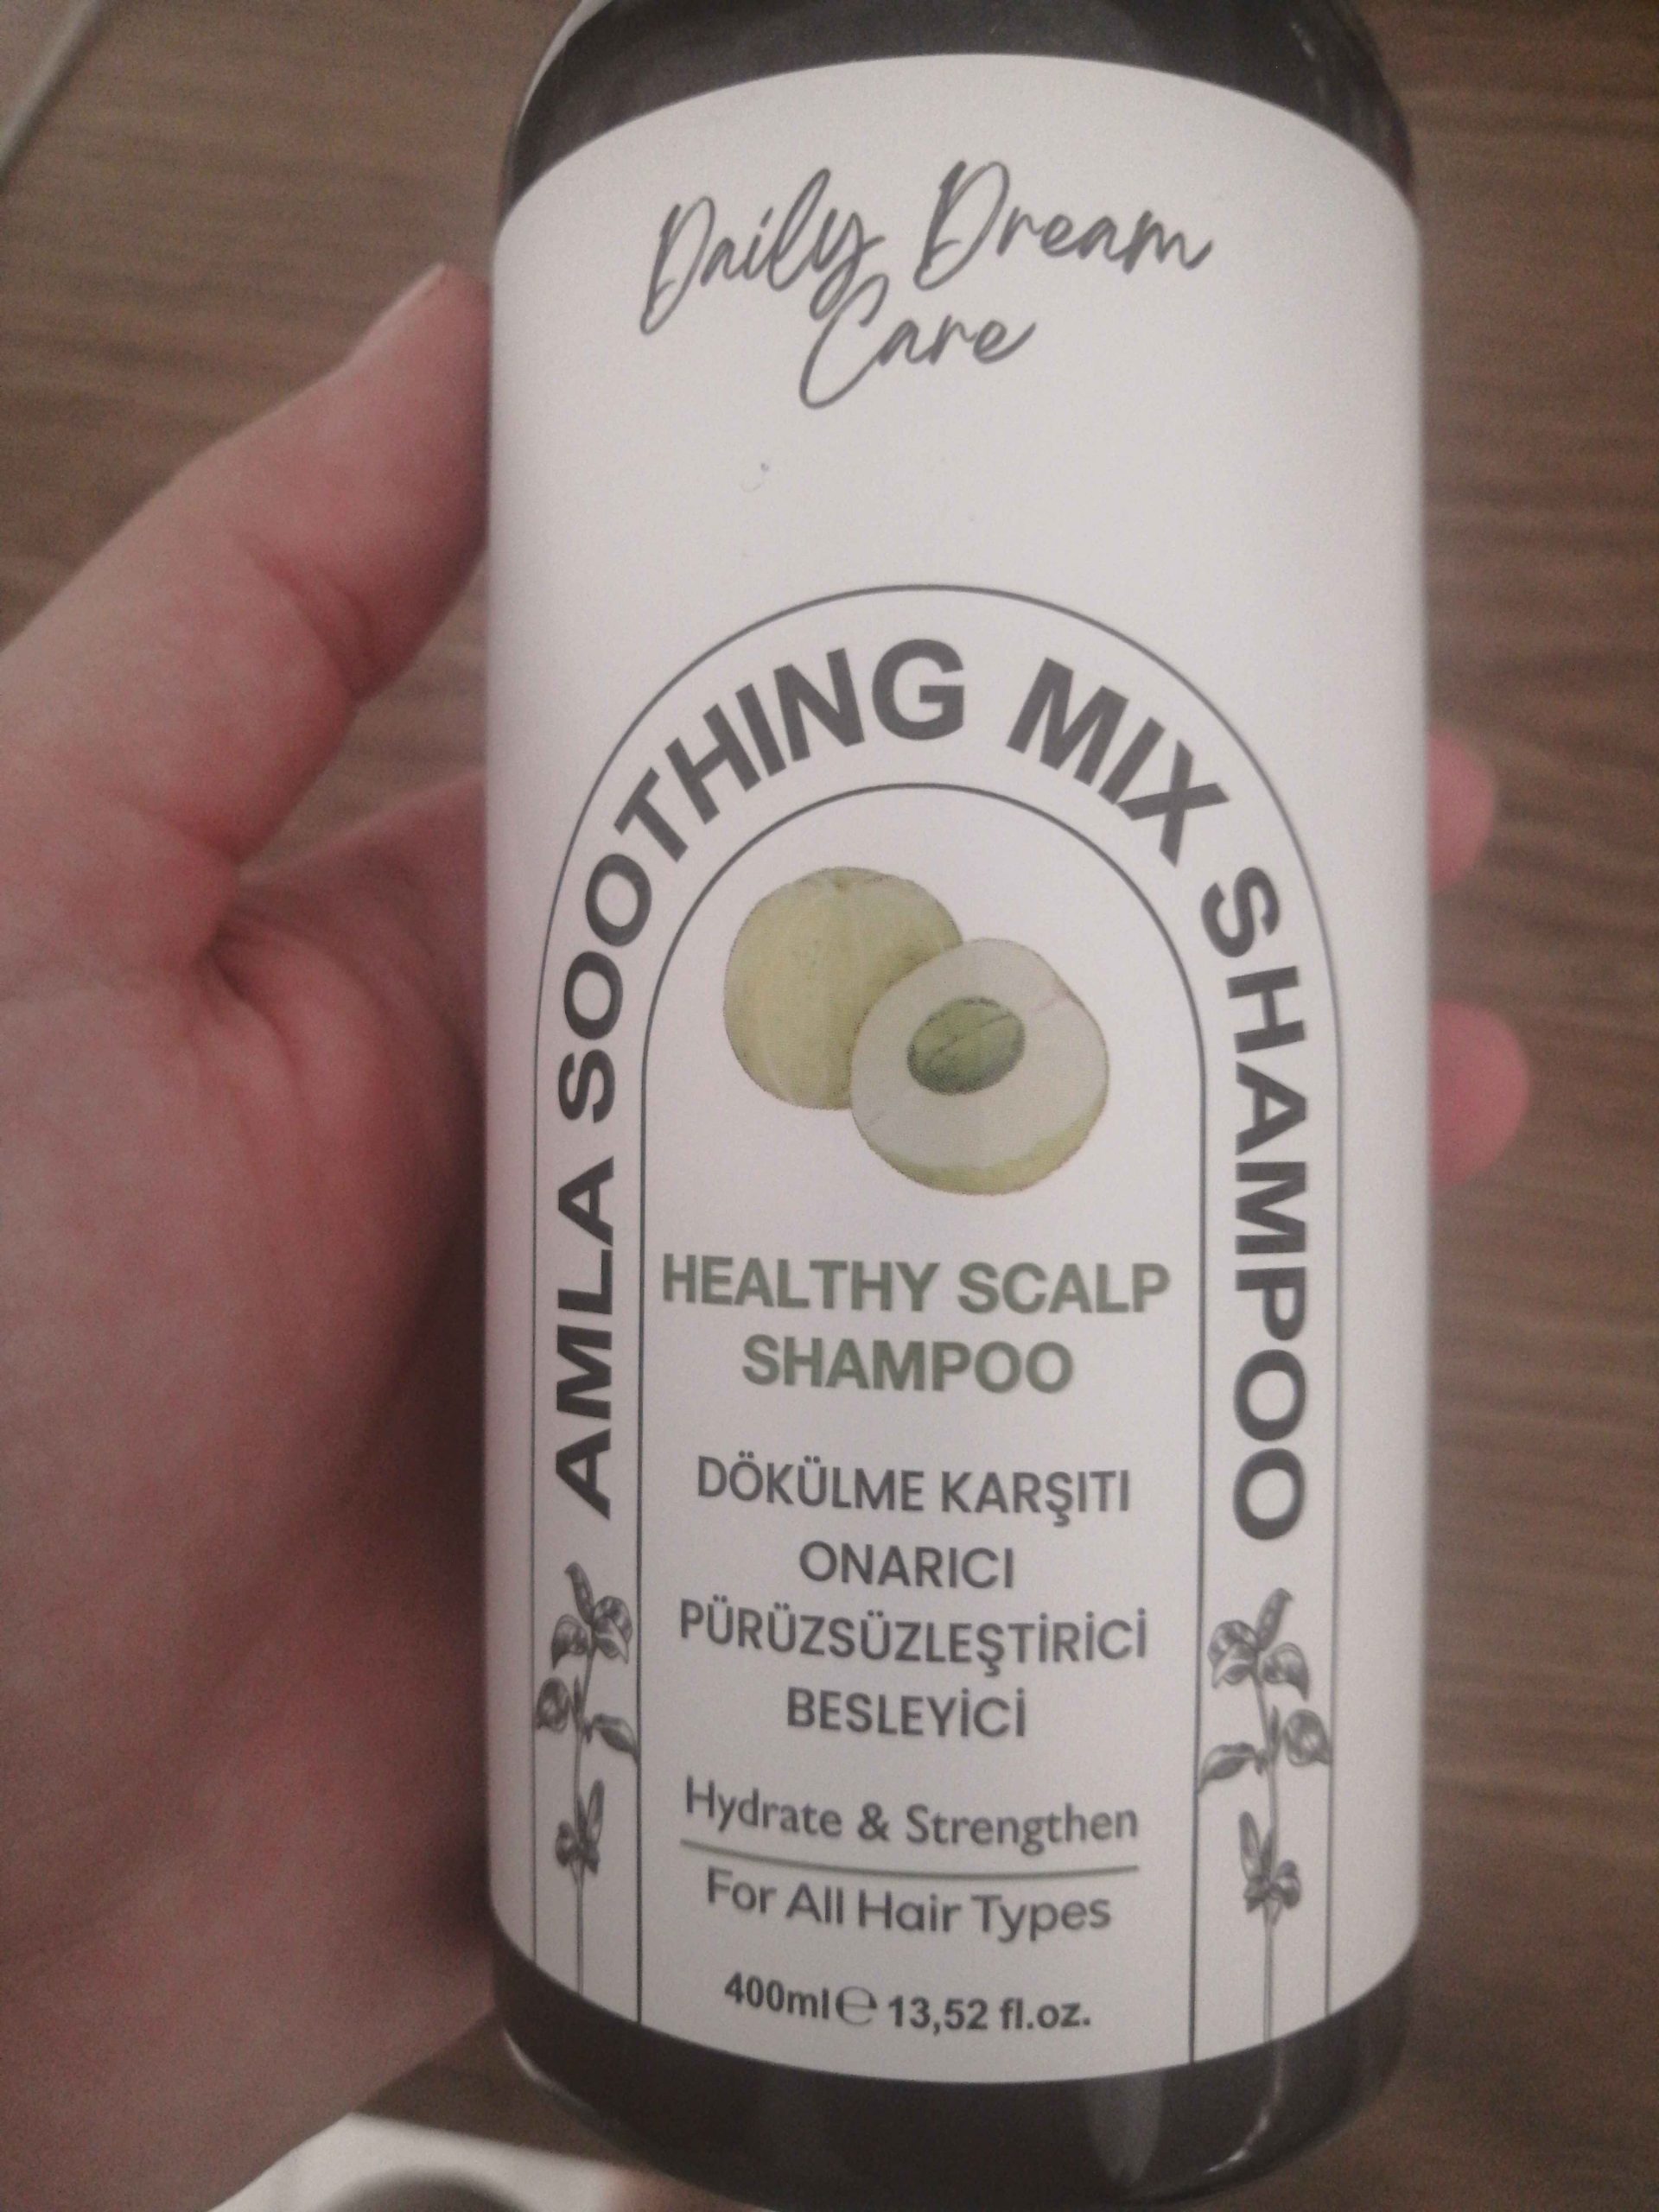 Daily Dream
Care
AMLA SOOTHING MIX SHAMPOO
HEALTHY SCALP
SHAMPOO
DÖKÜLME KARŞITI
ONARICI
PÜRÜZSÜZLEŞTİRİCİ
BESLEYİCİ
Hydrate & Strengthen
For All Hair Types
400ml℮ 13,52 fl.oz.